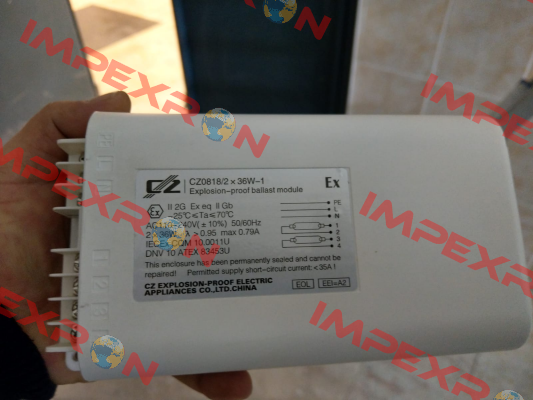 IMPEXRON
IMPEXRON
IMPEXRON
IMPEXRON
CZ
CZ0818/2×36W-1
Explosion-proof ballast module
Ex
Ex II 2G Ex eq II Gb
-25℃≤Ta≤70℃
AC110~240V(±10%) 50/60Hz
2×36W, λ>0.95 max 0.79A
IECEx DQM 10.0011U
DNV 10 ATEX 83453U
PE
L
N
1
2
3
4
This enclosure has been permanently sealed and cannot be
repaired! Permitted supply short-circuit current: <35A!
CZ EXPLOSION-PROOF ELECTRIC
APPLIANCES CO.,LTD.CHINA
EOL EEI=A2